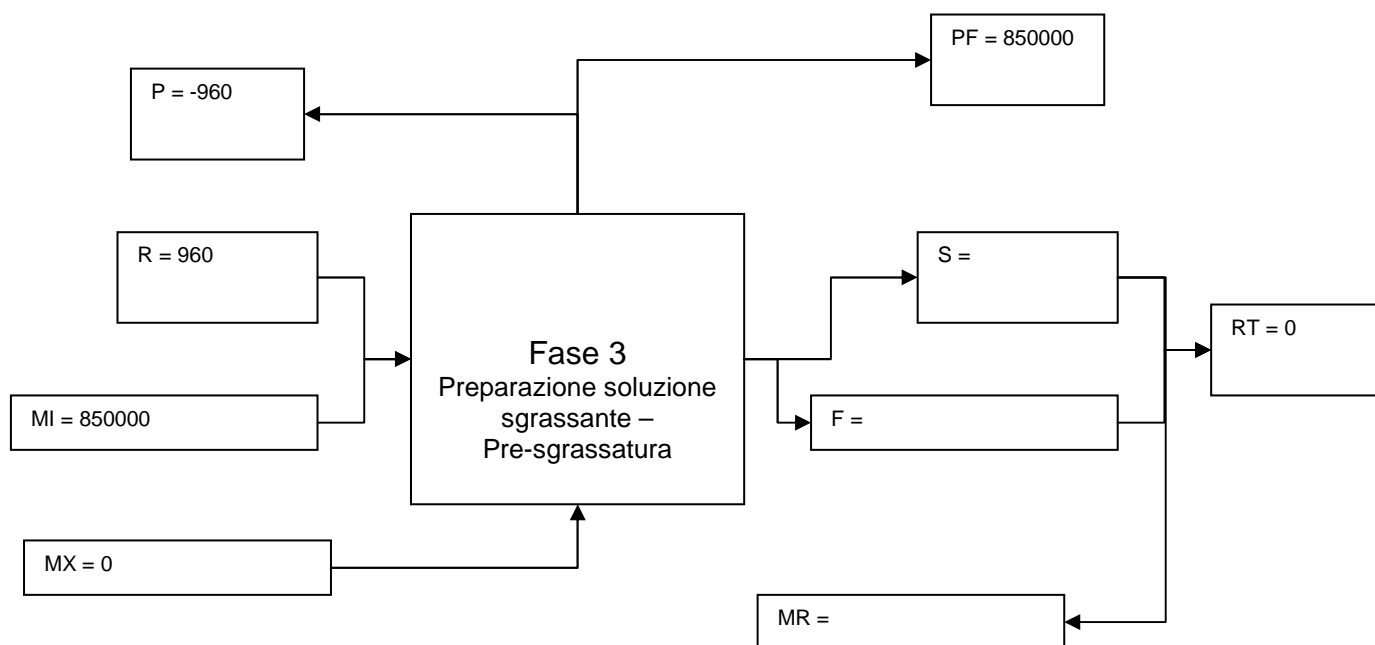 PF = 850000
P = -960
R = 960
S =
RT = 0
Fase 3
Preparazione soluzione
sgrassante –
Pre-sgrassatura
MI = 850000
F =
MX = 0
MR =